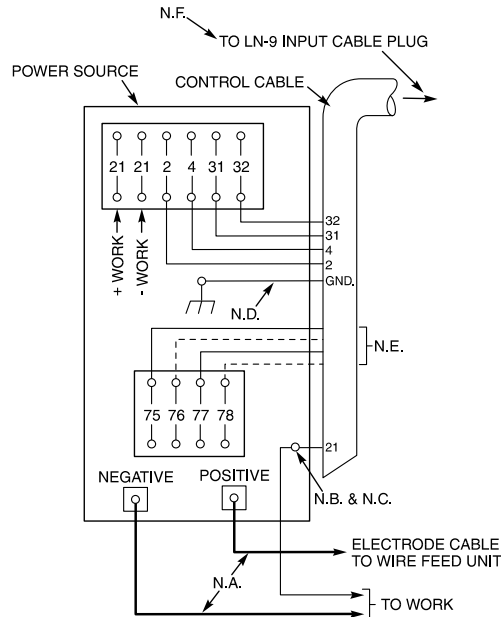 N.F.
TO LN-9 INPUT CABLE PLUG
POWER SOURCE
CONTROL CABLE
21 21 2 4 31 32
+ WORK
- WORK
32
31
4
2
GND.
N.D.
N.E.
75 76 77 78
21
NEGATIVE
POSITIVE
N.B. & N.C.
ELECTRODE CABLE
TO WIRE FEED UNIT
N.A.
TO WORK